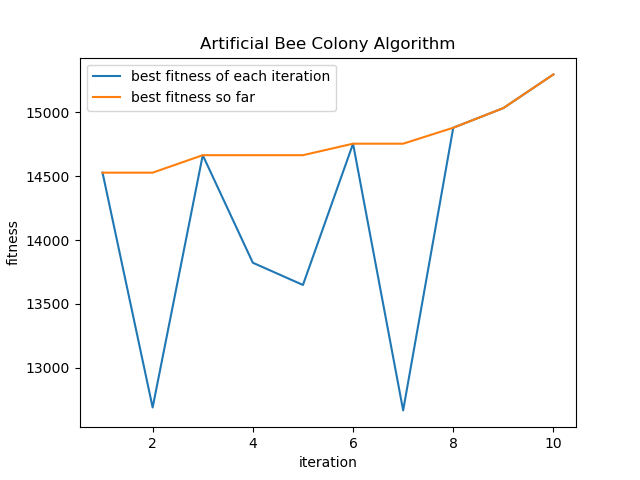 Artificial Bee Colony Algorithm
best fitness of each iteration
best fitness so far
15000
14500
14000
13500
13000
fitness
2
4
6
8
10
iteration